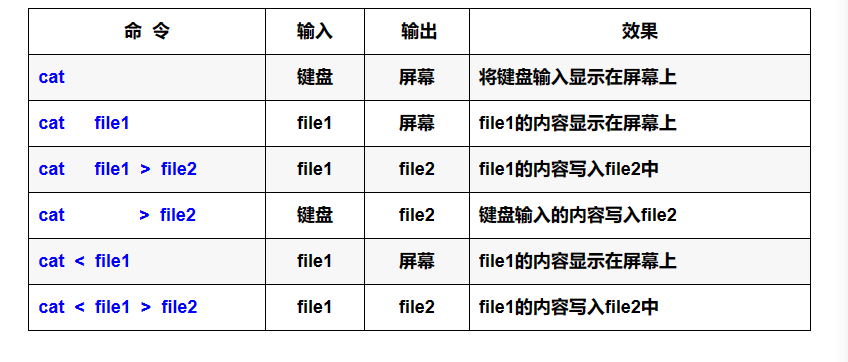 命 令 输入 输出 效果
cat 键盘 屏幕 将键盘输入显示在屏幕上
cat file1 file1 屏幕 file1的内容显示在屏幕上
cat file1 > file2 file1 file2 file1的内容写入file2中
cat > file2 键盘 file2 键盘输入的内容写入file2
cat < file1 file1 屏幕 file1的内容显示在屏幕上
cat < file1 > file2 file1 file2 file1的内容写入file2中